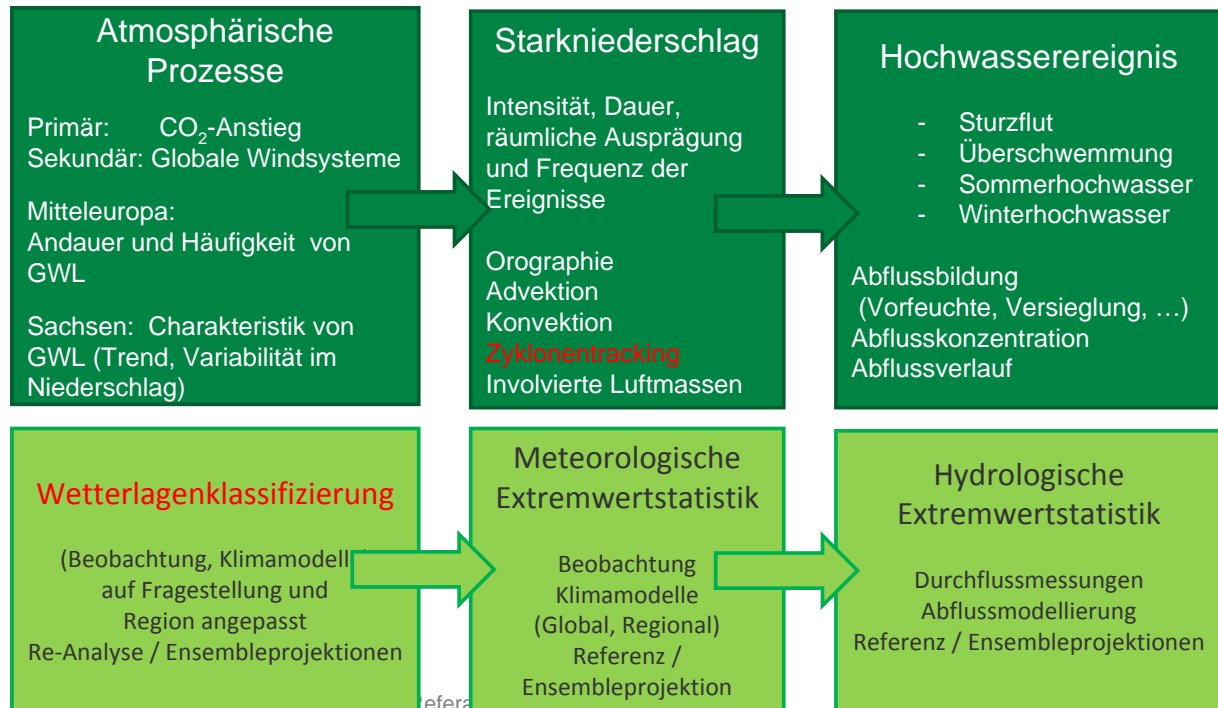 Atmosphärische
Prozesse
Primär: CO₂-Anstieg
Sekundär: Globale Windsysteme
Mitteleuropa:
Andauer und Häufigkeit von
GWL
Sachsen: Charakteristik von
GWL (Trend, Variabilität im
Niederschlag)
Starkniederschlag
Intensität, Dauer,
räumliche Ausprägung
und Frequenz der
Ereignisse
Orographie
Advektion
Konvektion
Zyklonentracking
Involvierte Luftmassen
Hochwasserereignis
- Sturzflut
- Überschwemmung
- Sommerhochwasser
- Winterhochwasser
Abflussbildung
(Vorfeuchte, Versieglung, …)
Abflusskonzentration
Abflussverlauf
Wetterlagenklassifizierung
(Beobachtung, Klimamodelle
auf Fragestellung und
Region angepasst
Re-Analyse / Ensembleprojektionen
Meteorologische
Extremwertstatistik
Beobachtung
Klimamodelle
(Global, Regional)
Referenz /
Ensembleprojektion
Hydrologische
Extremwertstatistik
Durchflussmessungen
Abflussmodellierung
Referenz / Ensembleprojektionen